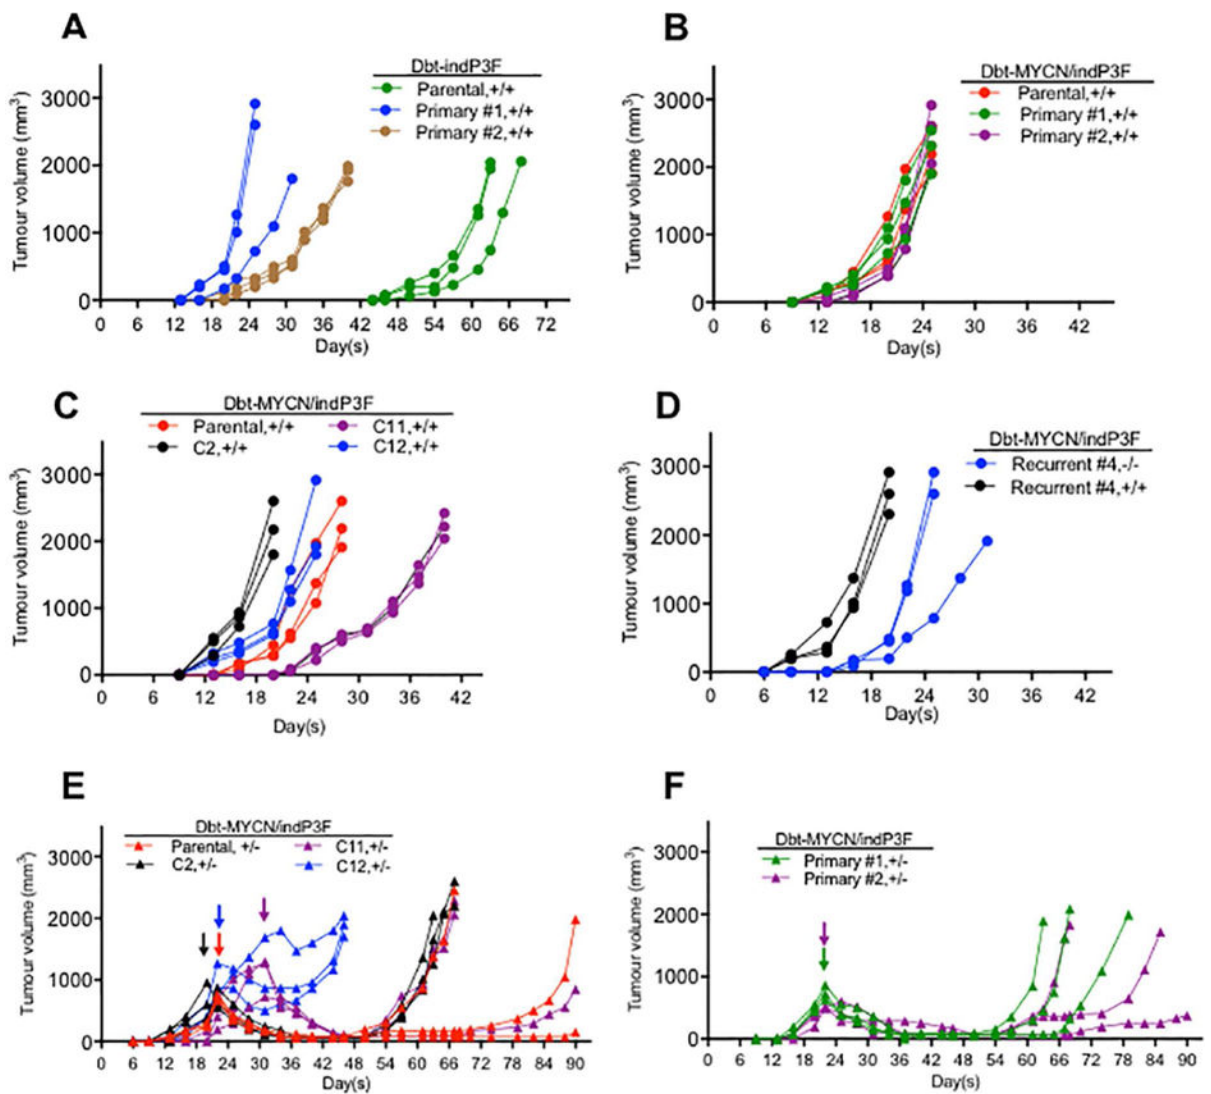 A
Dbt-indP3F
Parental,+/+
Primary #1,+/+
Primary #2,+/+
Tumour volume (mm³)
3000
2000
1000
0
0 6 12 18 24 30 36 42 48 54 60 66 72
Day(s)
B
Dbt-MYCN/indP3F
Parental,+/+
Primary #1,+/+
Primary #2,+/+
Tumour volume (mm³)
3000
2000
1000
0
0 6 12 18 24 30 36 42
Day(s)
C
Dbt-MYCN/indP3F
Parental,+/+ C11,+/+
C2,+/+ C12,+/+
Tumour volume (mm³)
3000
2000
1000
0
0 6 12 18 24 30 36 42
Day(s)
D
Dbt-MYCN/indP3F
Recurrent #4,-/-
Recurrent #4,+/+
Tumour volume (mm³)
3000
2000
1000
0
0 6 12 18 24 30 36 42
Day(s)
E
Dbt-MYCN/indP3F
Parental, +/- C11,+/-
C2,+/- C12,+/-
Tumour volume (mm³)
3000
2000
1000
0
0 6 12 18 24 30 36 42 48 54 60 66 72 78 84 90
Day(s)
F
Dbt-MYCN/indP3F
Primary #1,+/-
Primary #2,+/-
Tumour volume (mm³)
3000
2000
1000
0
0 6 12 18 24 30 36 42 48 54 60 66 72 78 84 90
Day(s)